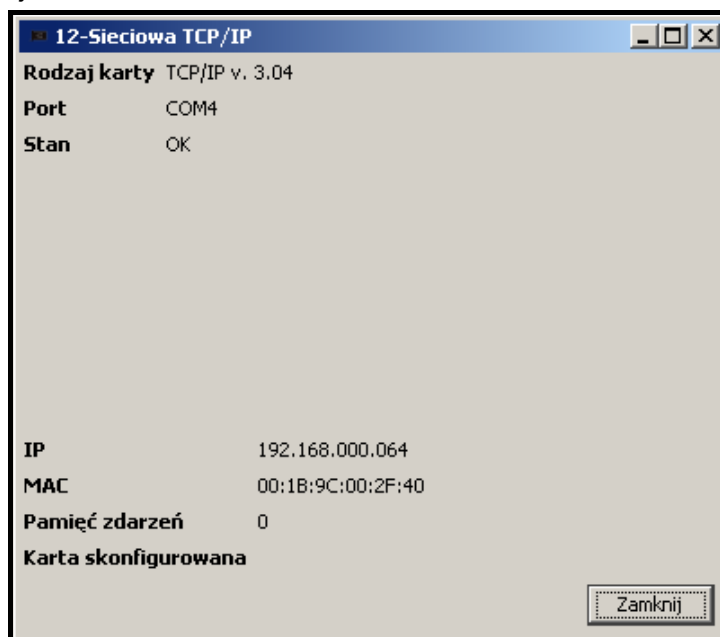 12-Sieciowa TCP/IP
Rodzaj karty TCP/IP v. 3.04
Port COM4
Stan OK
IP 192.168.000.064
MAC 00:1B:9C:00:2F:40
Pamięć zdarzeń 0
Karta skonfigurowana
Zamknij